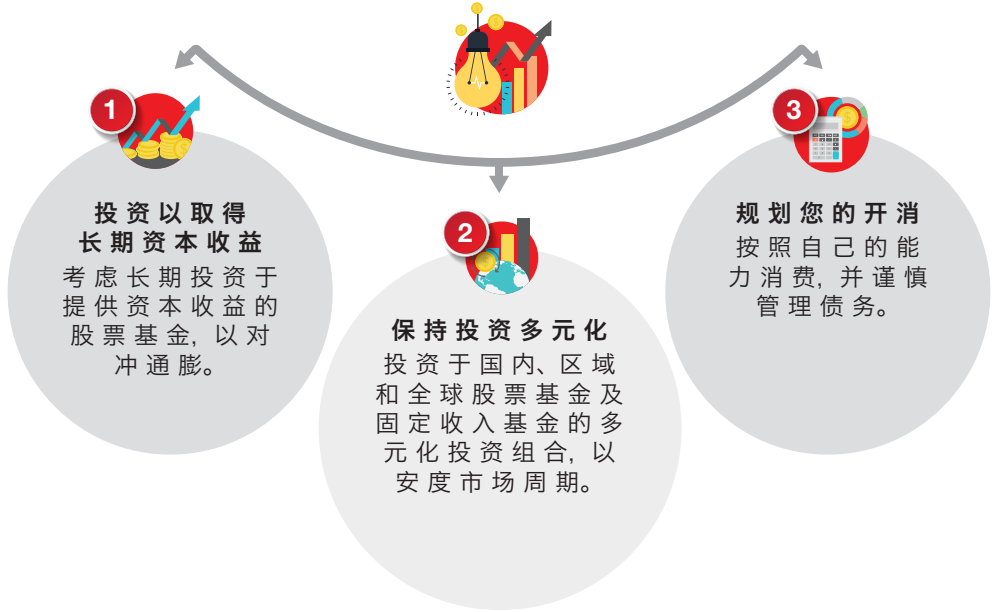 1
投资以取得
长期资本收益
考虑长期投资于
提供资本收益的
股票基金，以对
冲通膨。
2
保持投资多元化
投资于国内、区域
和全球股票基金及
固定收入基金的多
元化投资组合，以
安度市场周期。
3
规划您的开消
按照自己的能
力消费，并谨慎
管理债务。